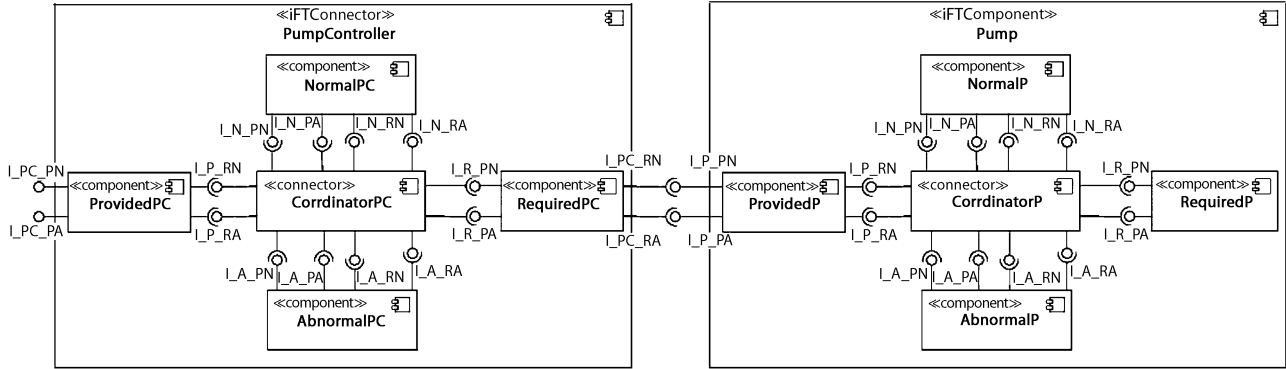 ≪iFTConnector≫
PumpController
≪component≫
NormalPC
I_N_PN
I_N_PA
I_N_RN
I_N_RA
I_PC_PN
I_PC_PA
≪component≫
ProvidedPC
I_P_RN
I_P_RA
≪connector≫
CorrdinatorPC
I_R_PN
I_R_PA
≪component≫
RequiredPC
I_A_PN
I_A_PA
I_A_RN
I_A_RA
≪component≫
AbnormalPC
I_PC_RN
I_PC_RA
I_P_PN
I_P_PA
≪iFTComponent≫
Pump
≪component≫
NormalP
I_N_PN
I_N_PA
I_N_RN
I_N_RA
≪component≫
ProvidedP
I_P_RN
I_P_RA
≪connector≫
CorrdinatorP
I_R_PN
I_R_PA
≪component≫
RequiredP
I_A_PN
I_A_PA
I_A_RN
I_A_RA
≪component≫
AbnormalP